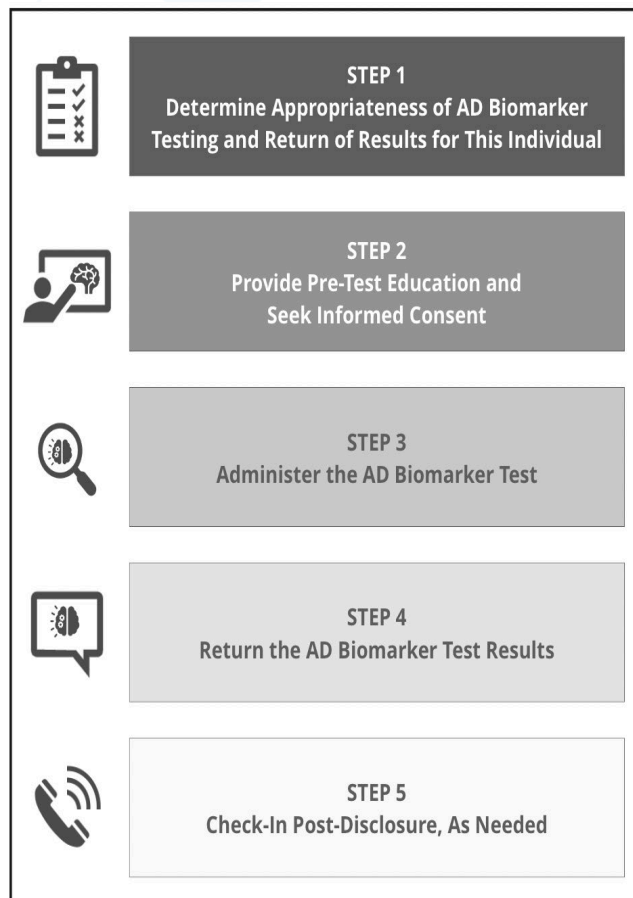 STEP 1
Determine Appropriateness of AD Biomarker
Testing and Return of Results for This Individual
STEP 2
Provide Pre-Test Education and
Seek Informed Consent
STEP 3
Administer the AD Biomarker Test
STEP 4
Return the AD Biomarker Test Results
STEP 5
Check-In Post-Disclosure, As Needed